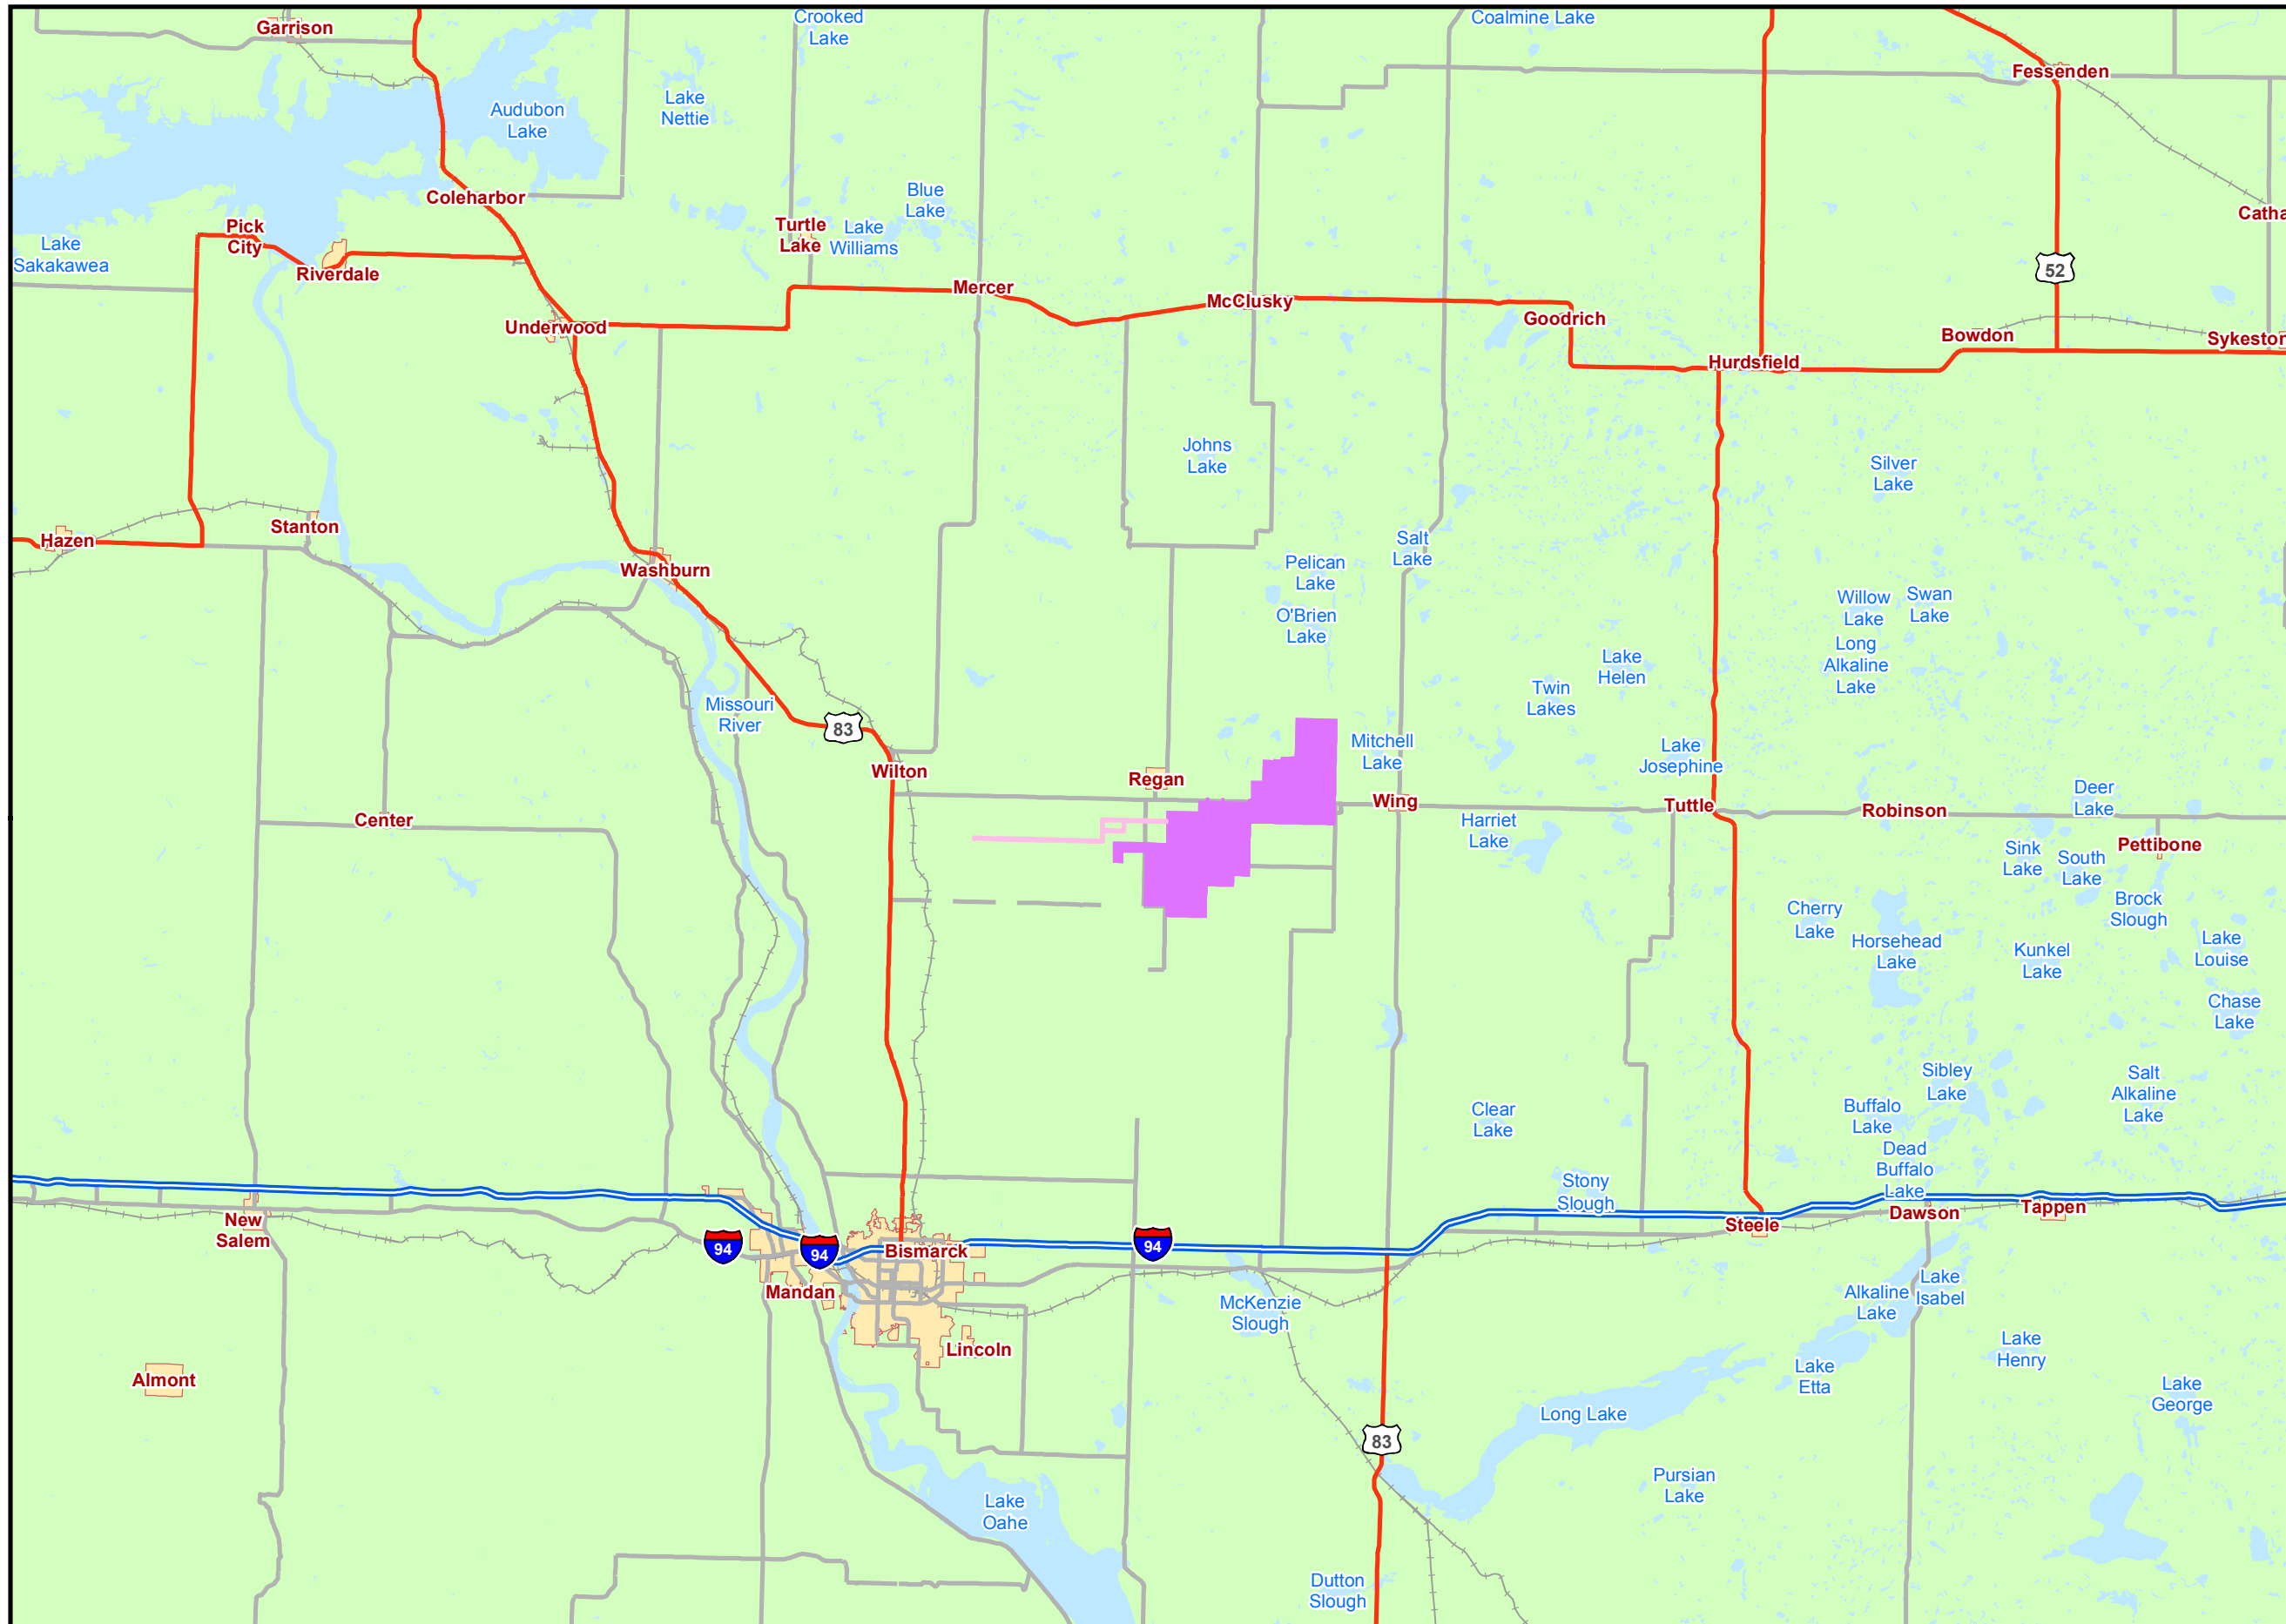 Garrison
Crooked
Lake
Coalmine Lake
Fessenden
Audubon
Lake
Lake
Nettie
Coleharbor
Blue
Lake
Turtle
Lake
Lake
Williams
Pick
City
Lake
Sakakawea
Riverdale
Catha
52
Mercer
McClusky
Goodrich
Underwood
Bowdon
Sykeston
Hurdsfield
Johns
Lake
Silver
Lake
Stanton
Hazen
Salt
Lake
Washburn
Pelican
Lake
O'Brien
Lake
Willow
Lake
Swan
Lake
Long
Alkaline
Lake
Lake
Helen
Twin
Lakes
Missouri
River
83
Mitchell
Lake
Lake
Josephine
Wilton
Regan
Wing
Tuttle
Robinson
Deer
Lake
Center
Harriet
Lake
Pettibone
Sink
Lake
South
Lake
Brock
Slough
Cherry
Lake
Horsehead
Lake
Kunkel
Lake
Lake
Louise
Chase
Lake
Sibley
Lake
Salt
Alkaline
Lake
Buffalo
Lake
Clear
Lake
Dead
Buffalo
Lake
Stony
Slough
New
Salem
Steele
Dawson
Tappen
94
94
94
Bismarck
Mandan
McKenzie
Slough
Alkaline
Lake
Lake
Isabel
Lincoln
Lake
Henry
Almont
Lake
Etta
Lake
George
Long Lake
83
Pursian
Lake
Lake
Oahe
Dutton
Slough